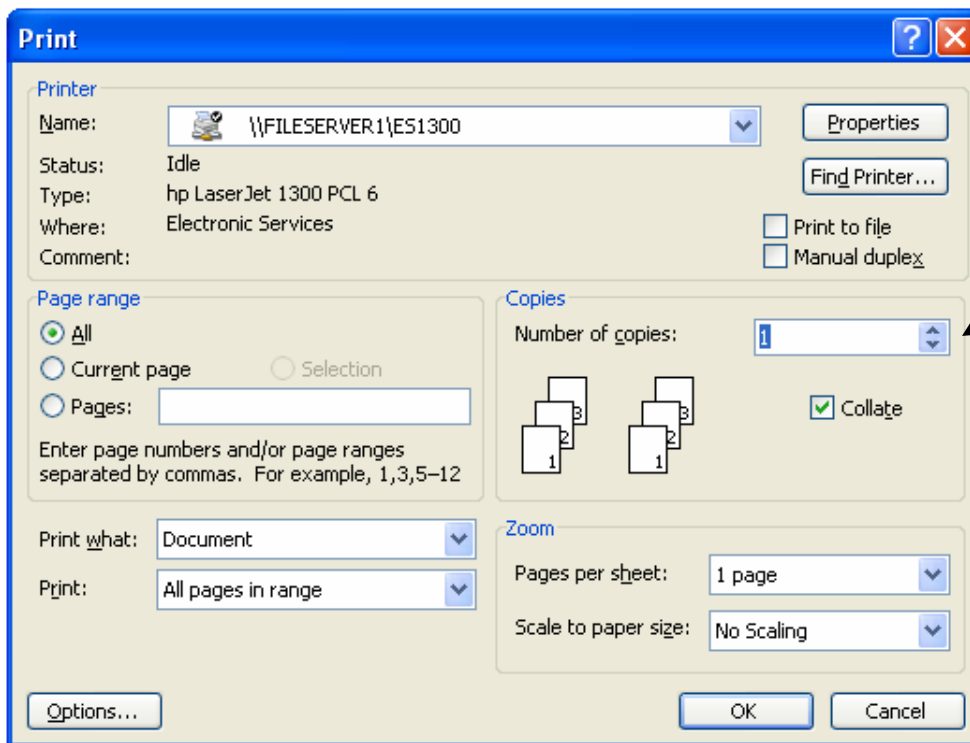 Print
Printer
Name: \\FILESERVER1\ES1300 Properties
Status: Idle
Type: hp LaserJet 1300 PCL 6 Find Printer...
Where: Electronic Services Print to file
Comment: Manual duplex
Page range
All
Current page Selection
Pages:
Enter page numbers and/or page ranges
separated by commas. For example, 1,3,5–12
Copies
Number of copies: 1
1 2 3 1 2 3 Collate
Print what: Document
Print: All pages in range
Zoom
Pages per sheet: 1 page
Scale to paper size: No Scaling
Options... OK Cancel